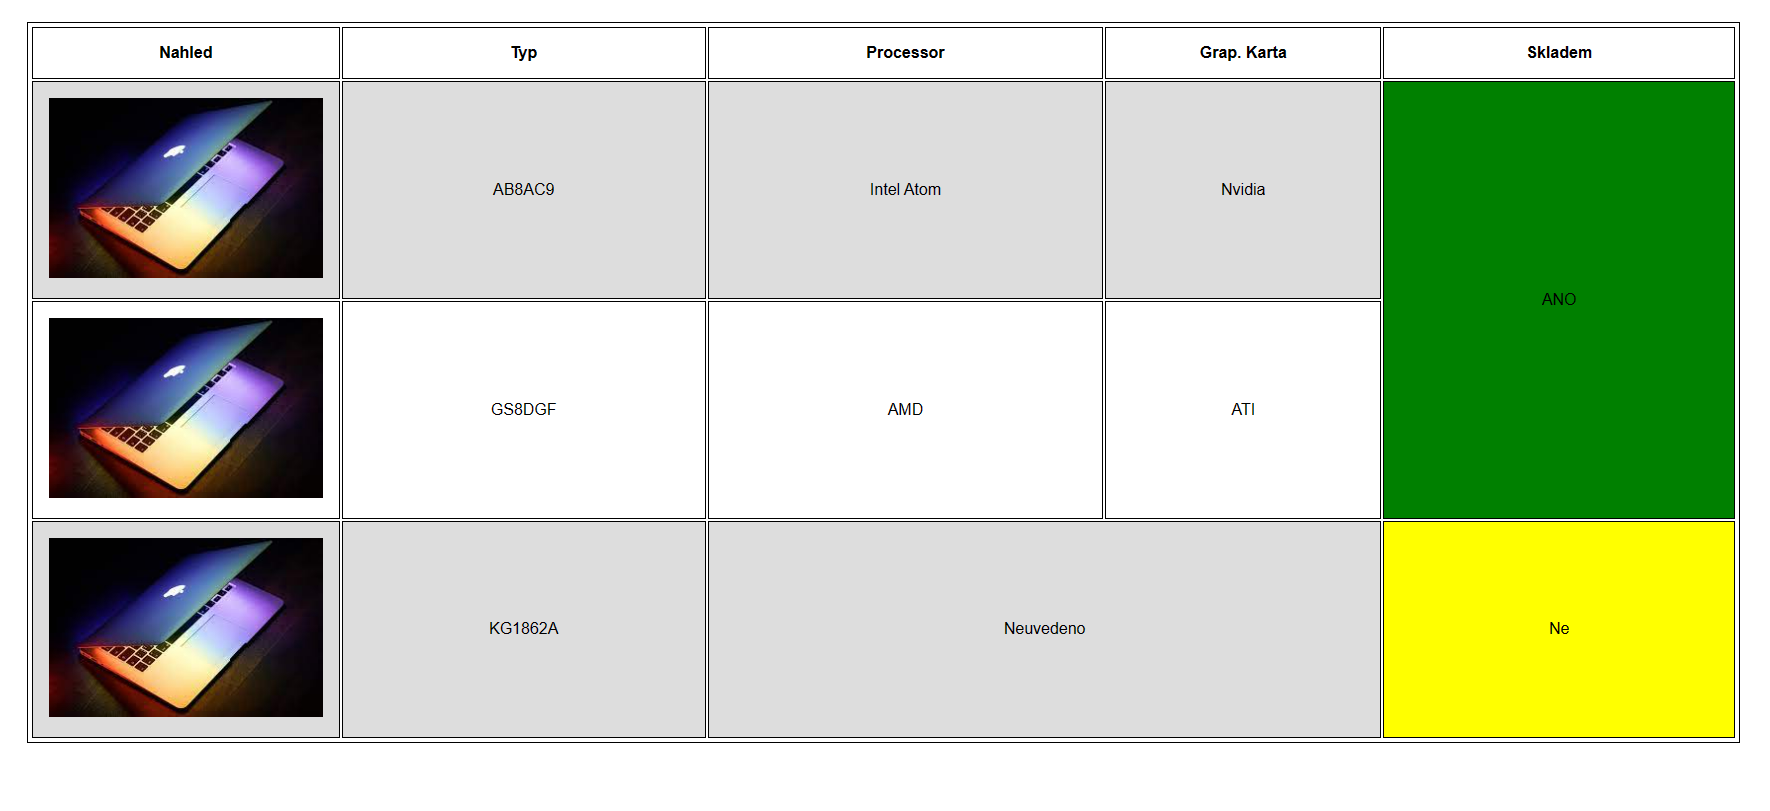 Nahled Typ Processor Grap. Karta Skladem
AB8AC9 Intel Atom Nvidia
ANO
GS8DGF AMD ATI
KG1862A Neuvedeno Ne